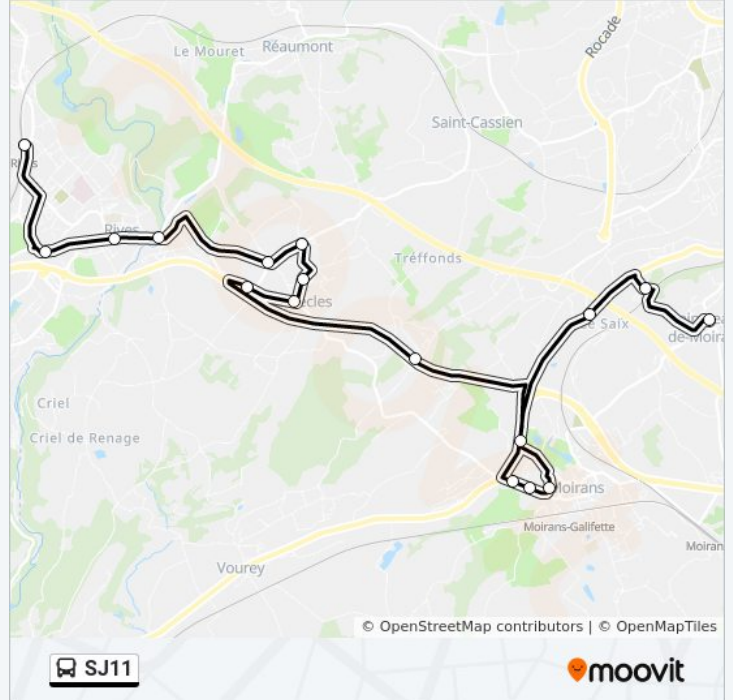 Le Mouret
Réaumont
Rocade
Saint-Cassien
Rives
Tréffonds
Criel
Criel de Renage
Moirans
Moirans-Galifette
Moiran
Vourey
© OpenStreetMap contributors | © OpenMapTiles
SJ11
moovit